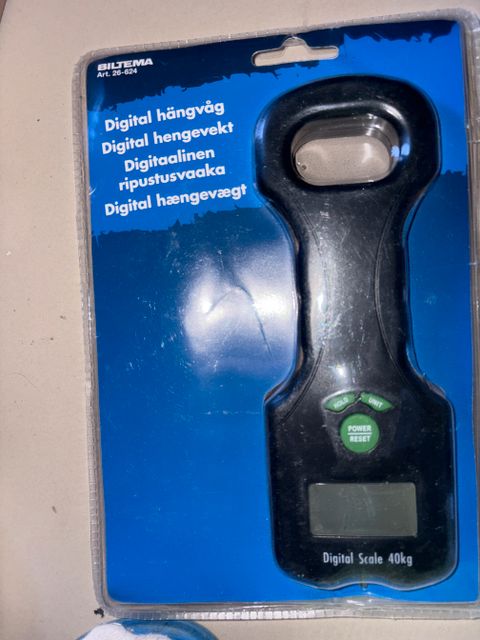 BILTEMA
Art. 26-624
Digital hängvåg
Digital hengevekt
Digitaalinen
ripustusvaaka
Digital hængevægt
HOLD UNIT
POWER
RESET
Digital Scale 40kg